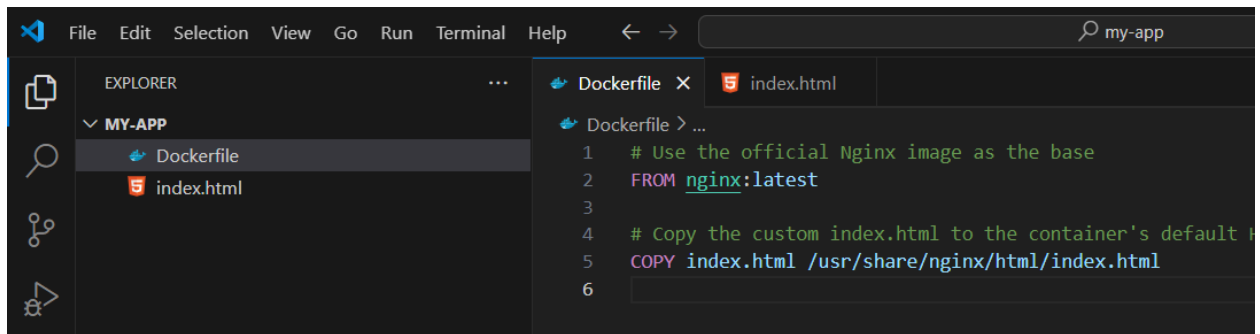 File Edit Selection View Go Run Terminal Help my-app
EXPLORER
MY-APP
Dockerfile
index.html
Dockerfile index.html
Dockerfile > ...
1 # Use the official Nginx image as the base
2 FROM nginx:latest
3
4 # Copy the custom index.html to the container's default
5 COPY index.html /usr/share/nginx/html/index.html
6